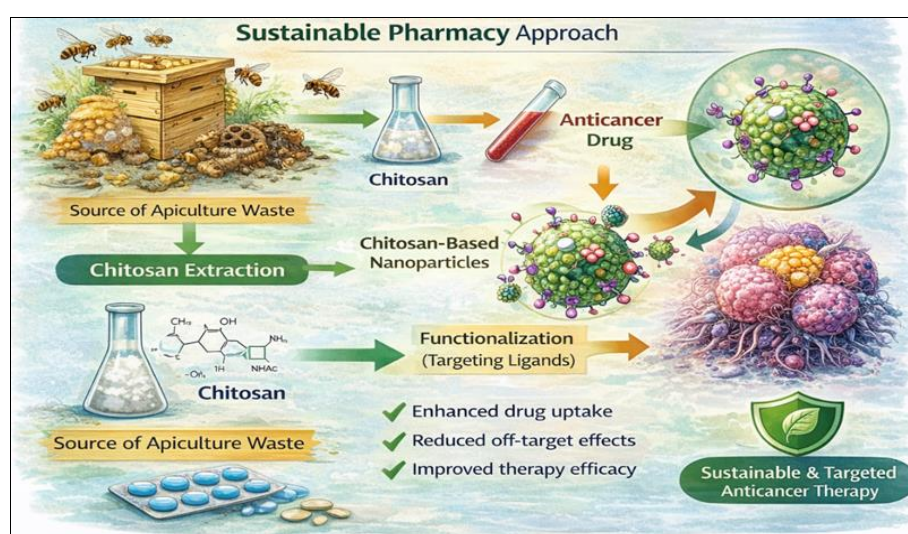 Sustainable Pharmacy Approach
Chitosan
Anticancer
Drug
Source of Apiculture Waste
Chitosan Extraction
Chitosan-Based
Nanoparticles
CH₃
OH
NH₂
1H
NHAc
Chitosan
Functionalization
(Targeting Ligands)
Source of Apiculture Waste
✔ Enhanced drug uptake
✔ Reduced off-target effects
✔ Improved therapy efficacy
Sustainable & Targeted
Anticancer Therapy